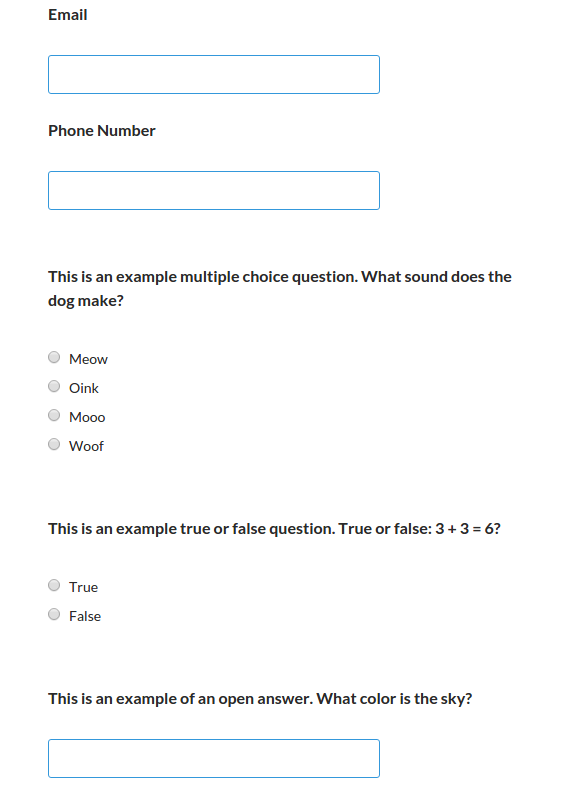 Email
Phone Number
This is an example multiple choice question. What sound does the
dog make?
Meow
Oink
Mooo
Woof
This is an example true or false question. True or false: 3 + 3 = 6?
True
False
This is an example of an open answer. What color is the sky?